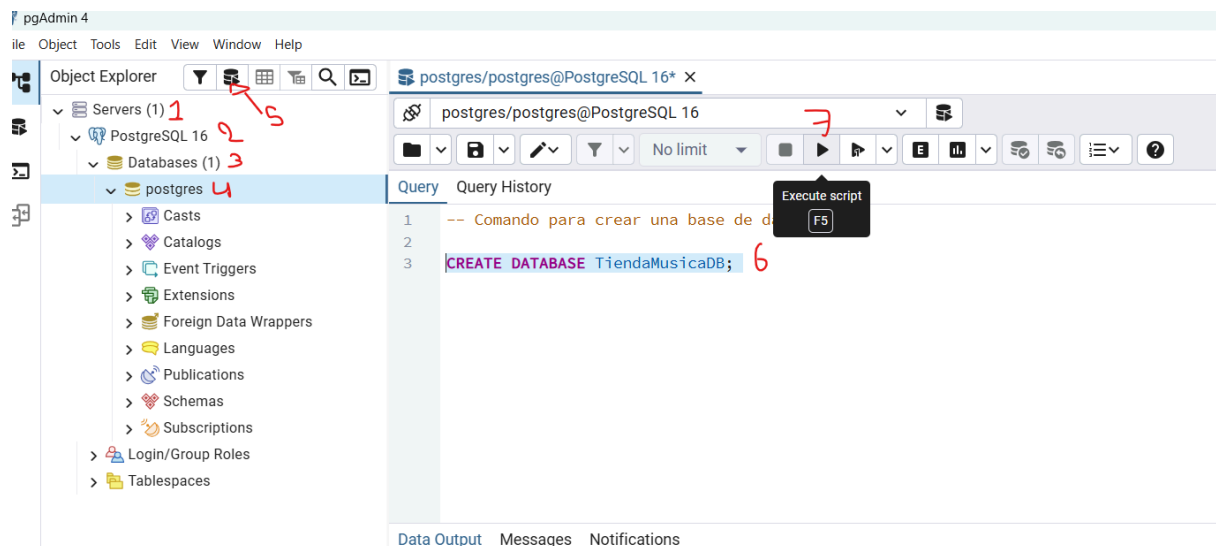 pgAdmin 4
ile Object Tools Edit View Window Help
Object Explorer
Servers (1) 1
PostgreSQL 16 2
Databases (1) 3
postgres 4
Casts
Catalogs
Event Triggers
Extensions
Foreign Data Wrappers
Languages
Publications
Schemas
Subscriptions
Login/Group Roles
Tablespaces
5
postgres/postgres@PostgreSQL 16*
postgres/postgres@PostgreSQL 16
7
No limit
E
Query Query History
Execute script
F5
1 -- Comando para crear una base de d
2
3 CREATE DATABASE TiendaMusicaDB; 6
Data Output Messages Notifications